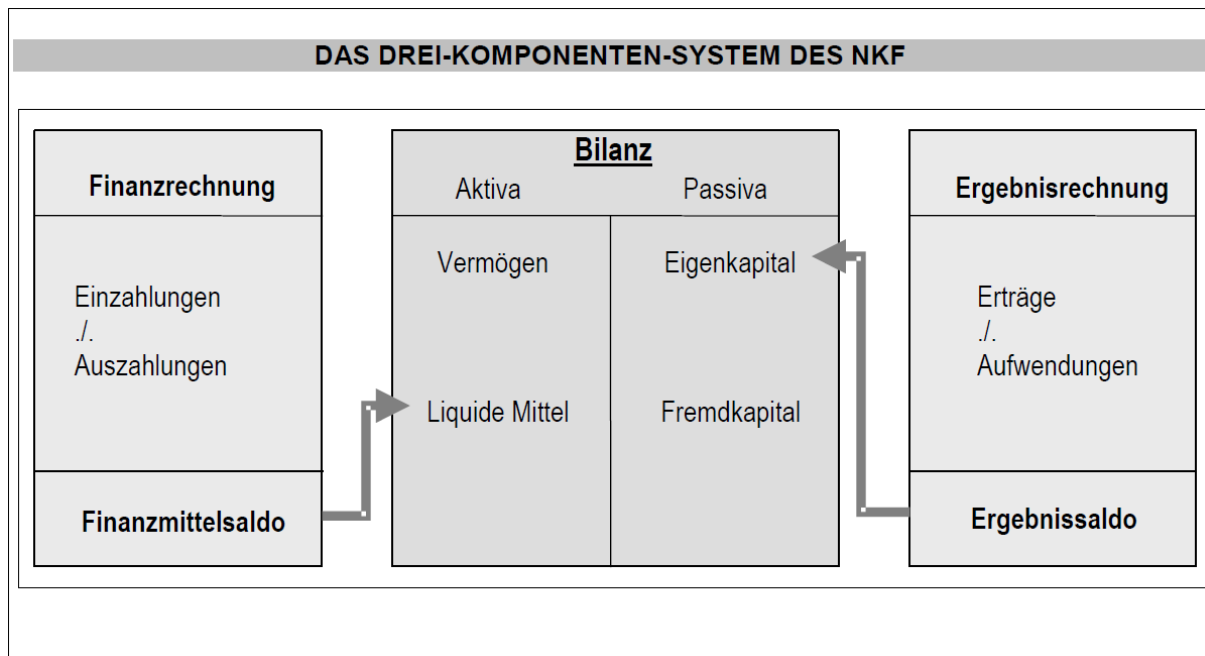 DAS DREI-KOMPONENTEN-SYSTEM DES NKF
Finanzrechnung
Einzahlungen
./.
Auszahlungen
Finanzmittelsaldo
Bilanz
Aktiva Passiva
Vermögen Eigenkapital
Liquide Mittel Fremdkapital
Ergebnisrechnung
Erträge
./.
Aufwendungen
Ergebnissaldo